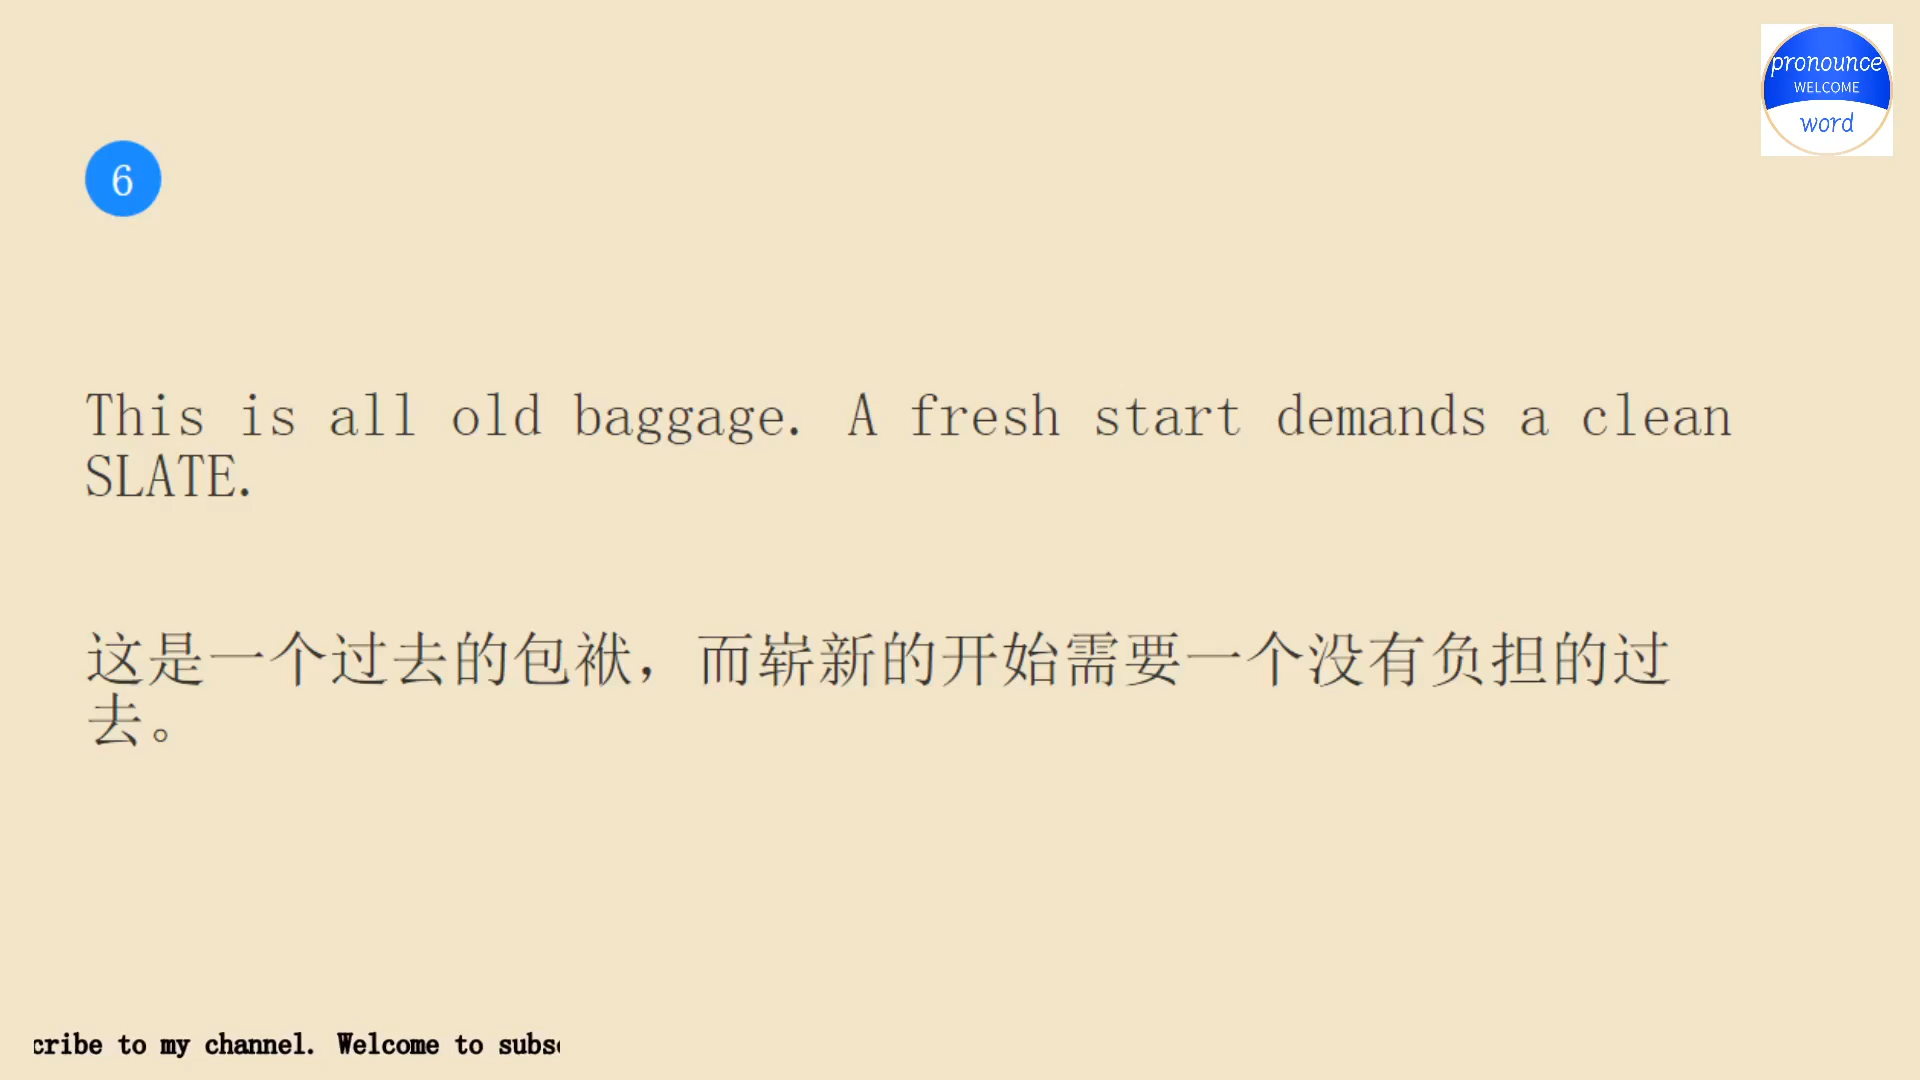 pronounce
WELCOME
word
6
This is all old baggage. A fresh start demands a clean
SLATE.
这是一个过去的包袱，而崭新的开始需要一个没有负担的过
去。
cribe to my channel. Welcome to subs